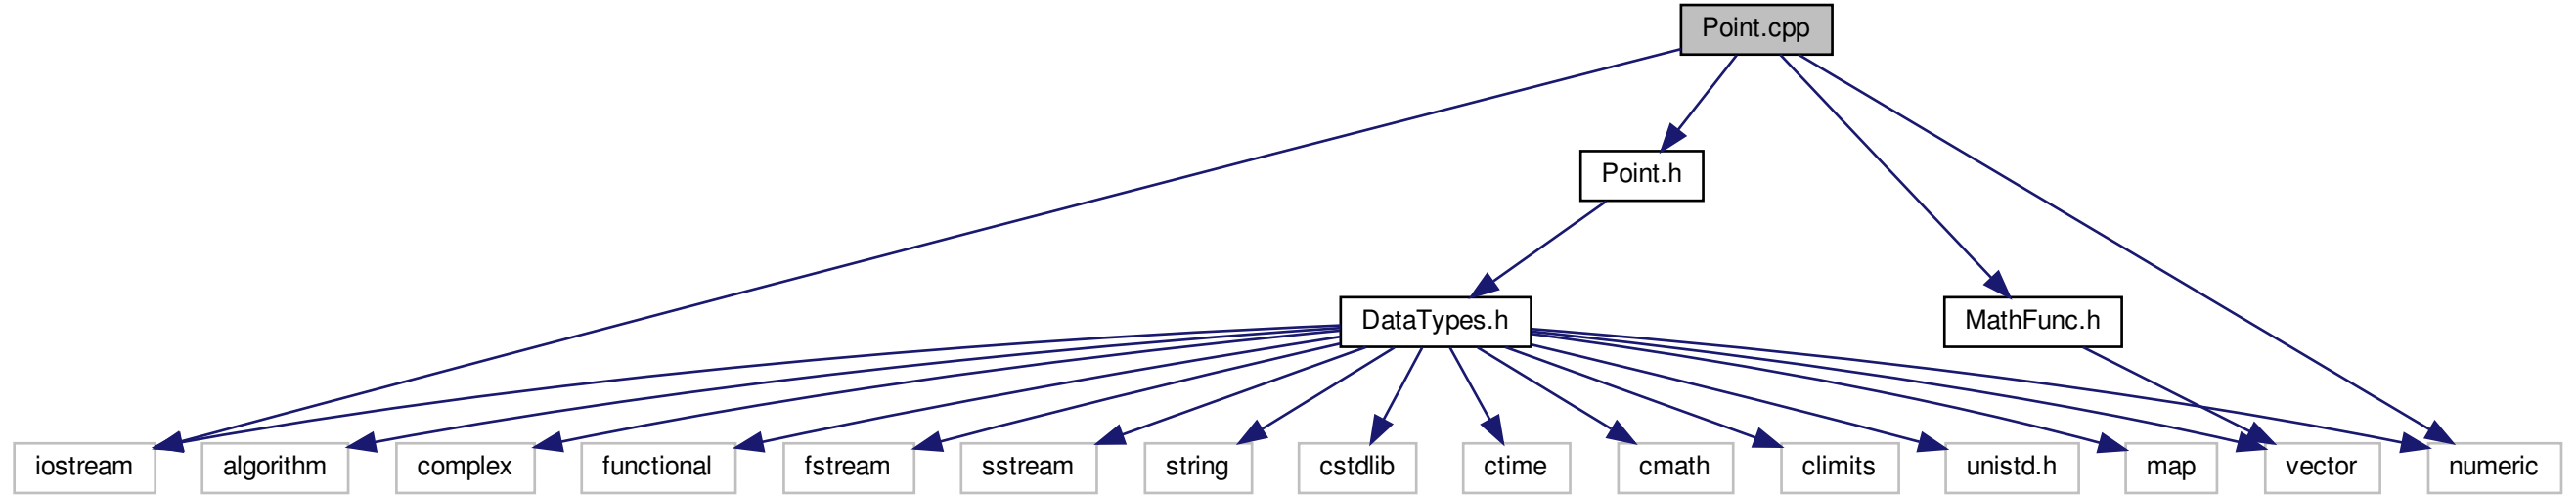 Point.cpp
Point.h
DataTypes.h
MathFunc.h
iostream
algorithm
complex
functional
fstream
sstream
string
cstdlib
ctime
cmath
climits
unistd.h
map
vector
numeric